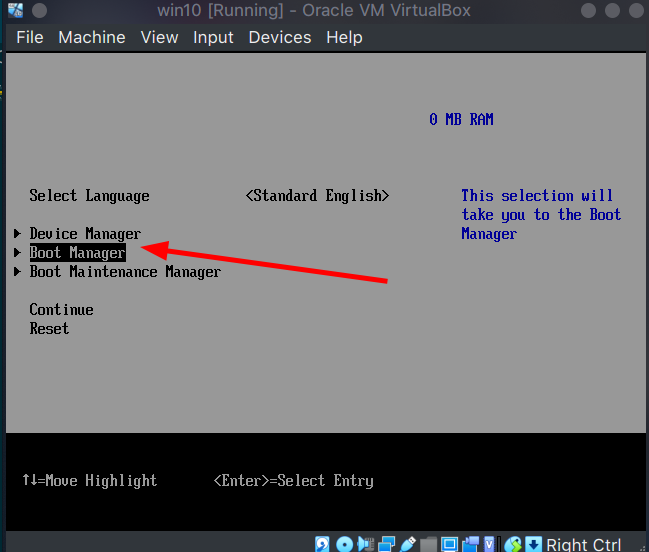 win10 [Running] - Oracle VM VirtualBox
File Machine View Input Devices Help
0 MB RAM
Select Language <Standard English> This selection will
take you to the Boot
Device Manager Manager
Boot Manager
Boot Maintenance Manager
Continue
Reset
↑↓=Move Highlight <Enter>=Select Entry
Right Ctrl